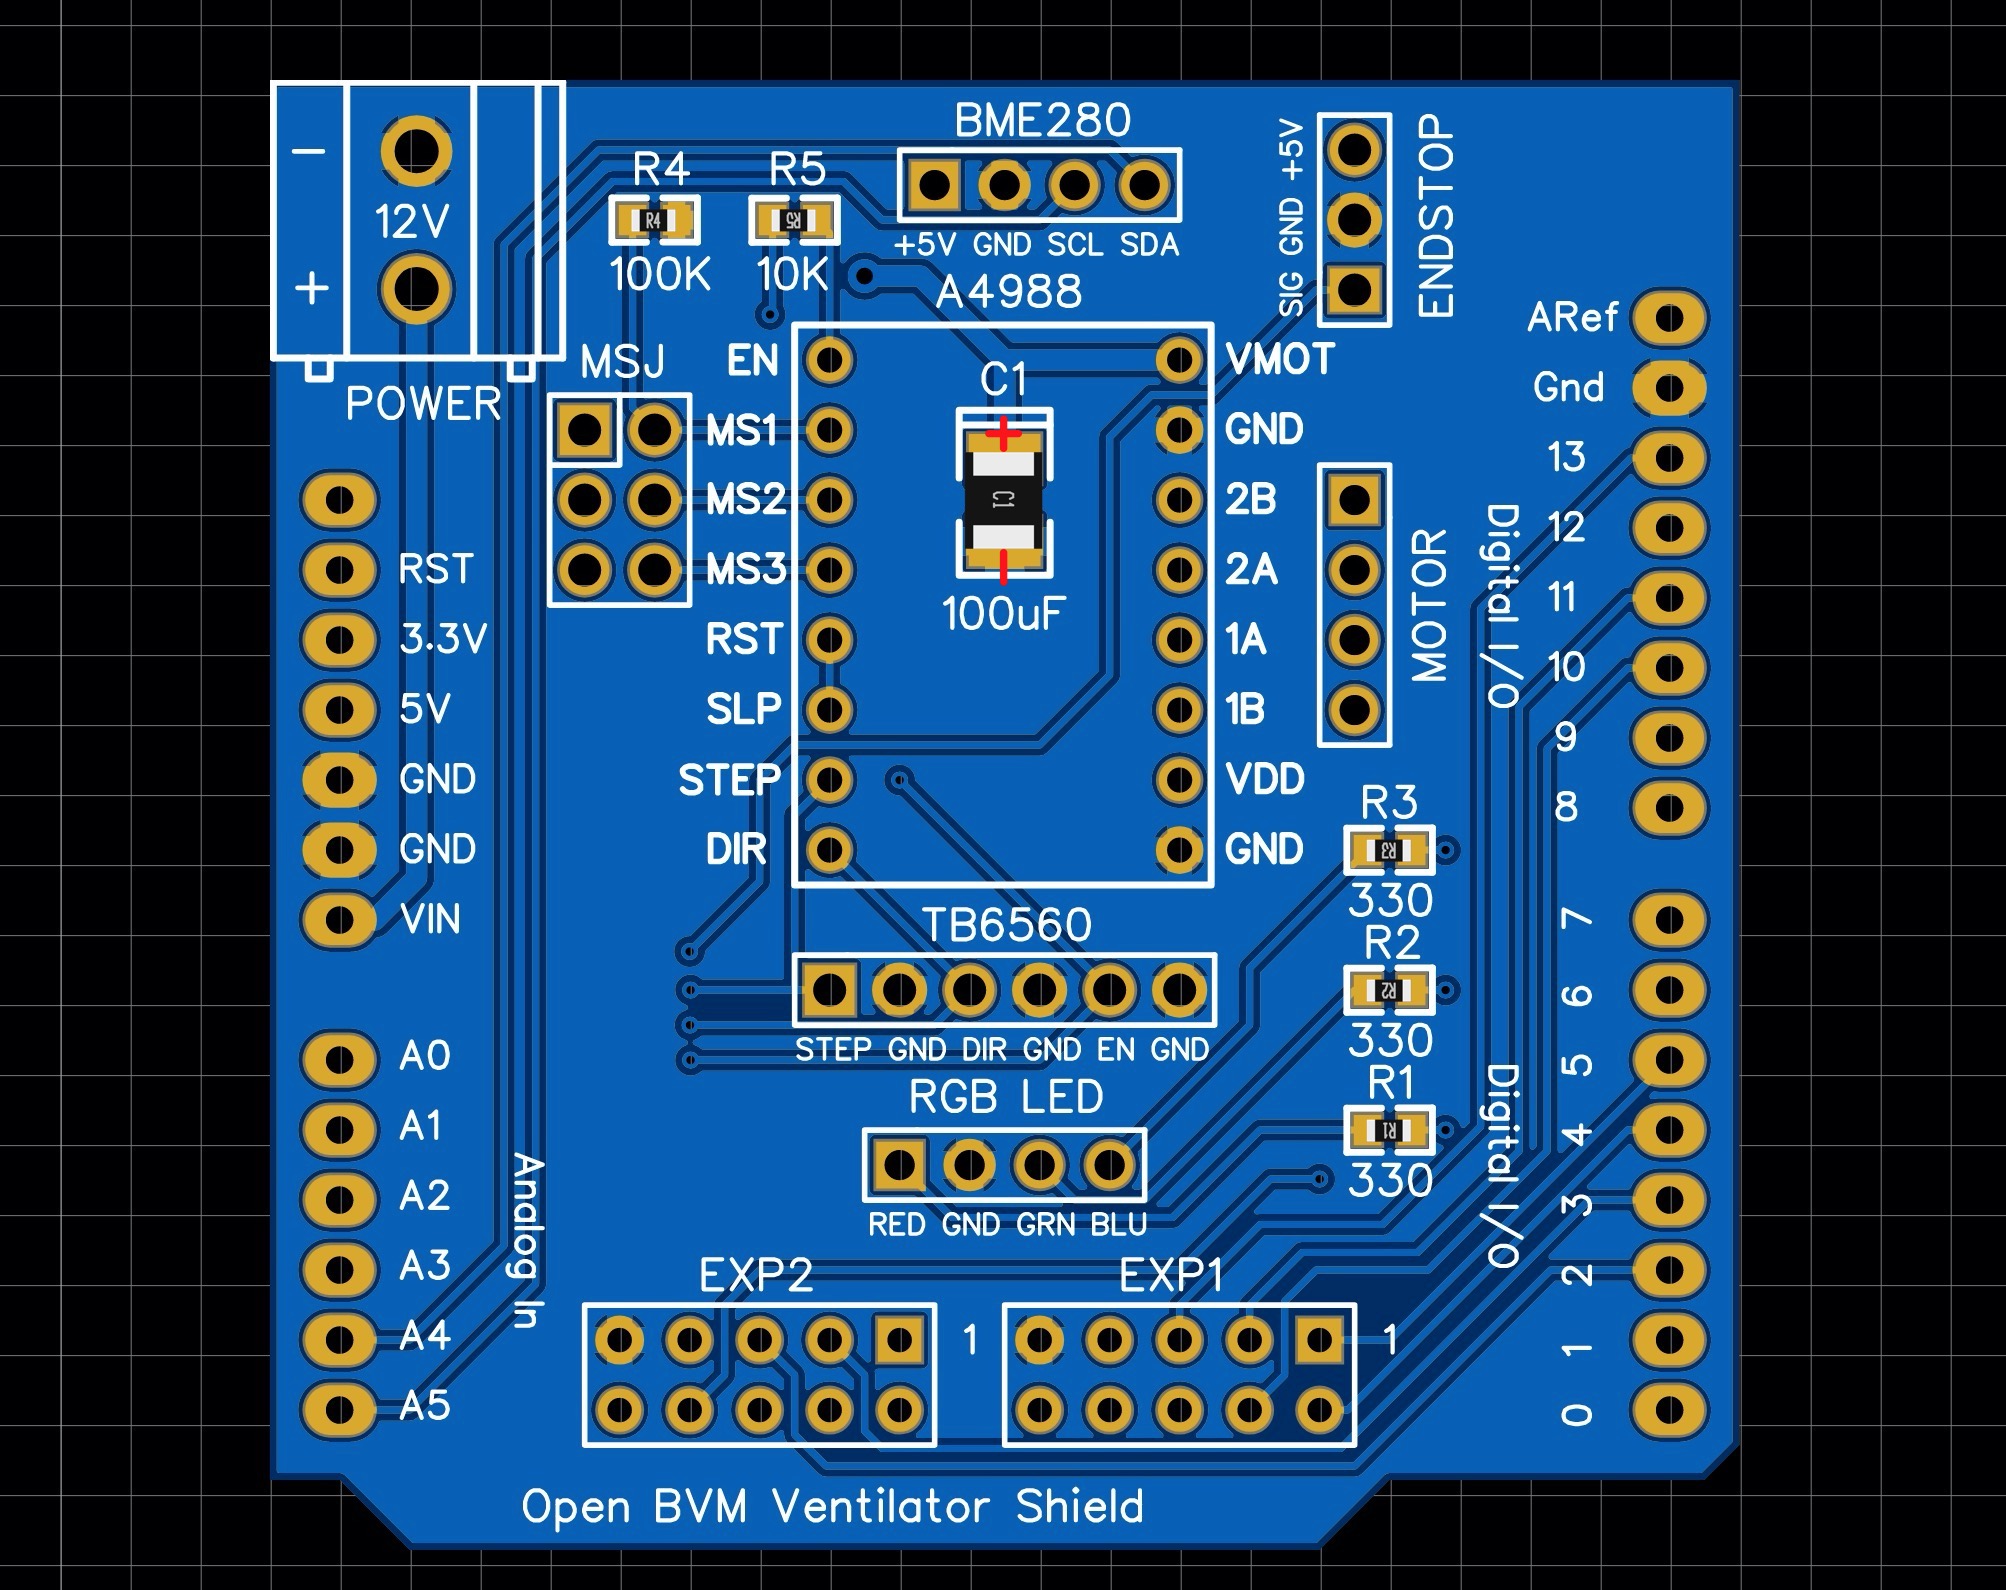 BME280
+5V GND SCL SDA
R4
R4
100K
R5
R5
10K
-
12V
+
POWER
SIG GND +5V
ENDSTOP
A4988
MSJ
EN
MS1
MS2
MS3
RST
SLP
STEP
DIR
C1
+
C1
-
100uF
VMOT
GND
2B
2A
1A
1B
VDD
GND
MOTOR
ARef
Gnd
13
12
11
10
9
8
Digital I/O
7
6
5
4
3
2
1
0
Digital I/O
RST
3.3V
5V
GND
GND
VIN
A0
A1
A2
A3
A4
A5
Analog In
R3
R3
330
R2
R2
330
R1
R1
330
TB6560
STEP GND DIR GND EN GND
RGB LED
RED GND GRN BLU
EXP2
1
EXP1
1
Open BVM Ventilator Shield